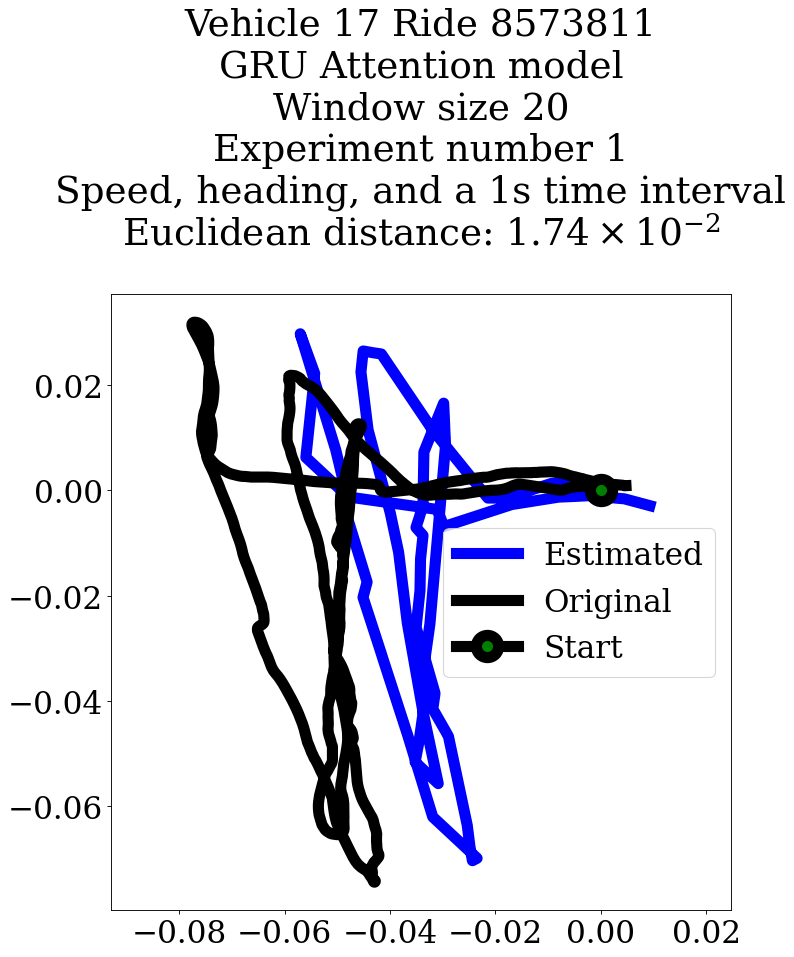 Vehicle 17 Ride 8573811
GRU Attention model
Window size 20
Experiment number 1
Speed, heading, and a 1s time interval
Euclidean distance: 1.74 × 10⁻²
0.02
0.00
−0.02
−0.04
−0.06
Estimated
Original
Start
−0.08 −0.06 −0.04 −0.02 0.00 0.02